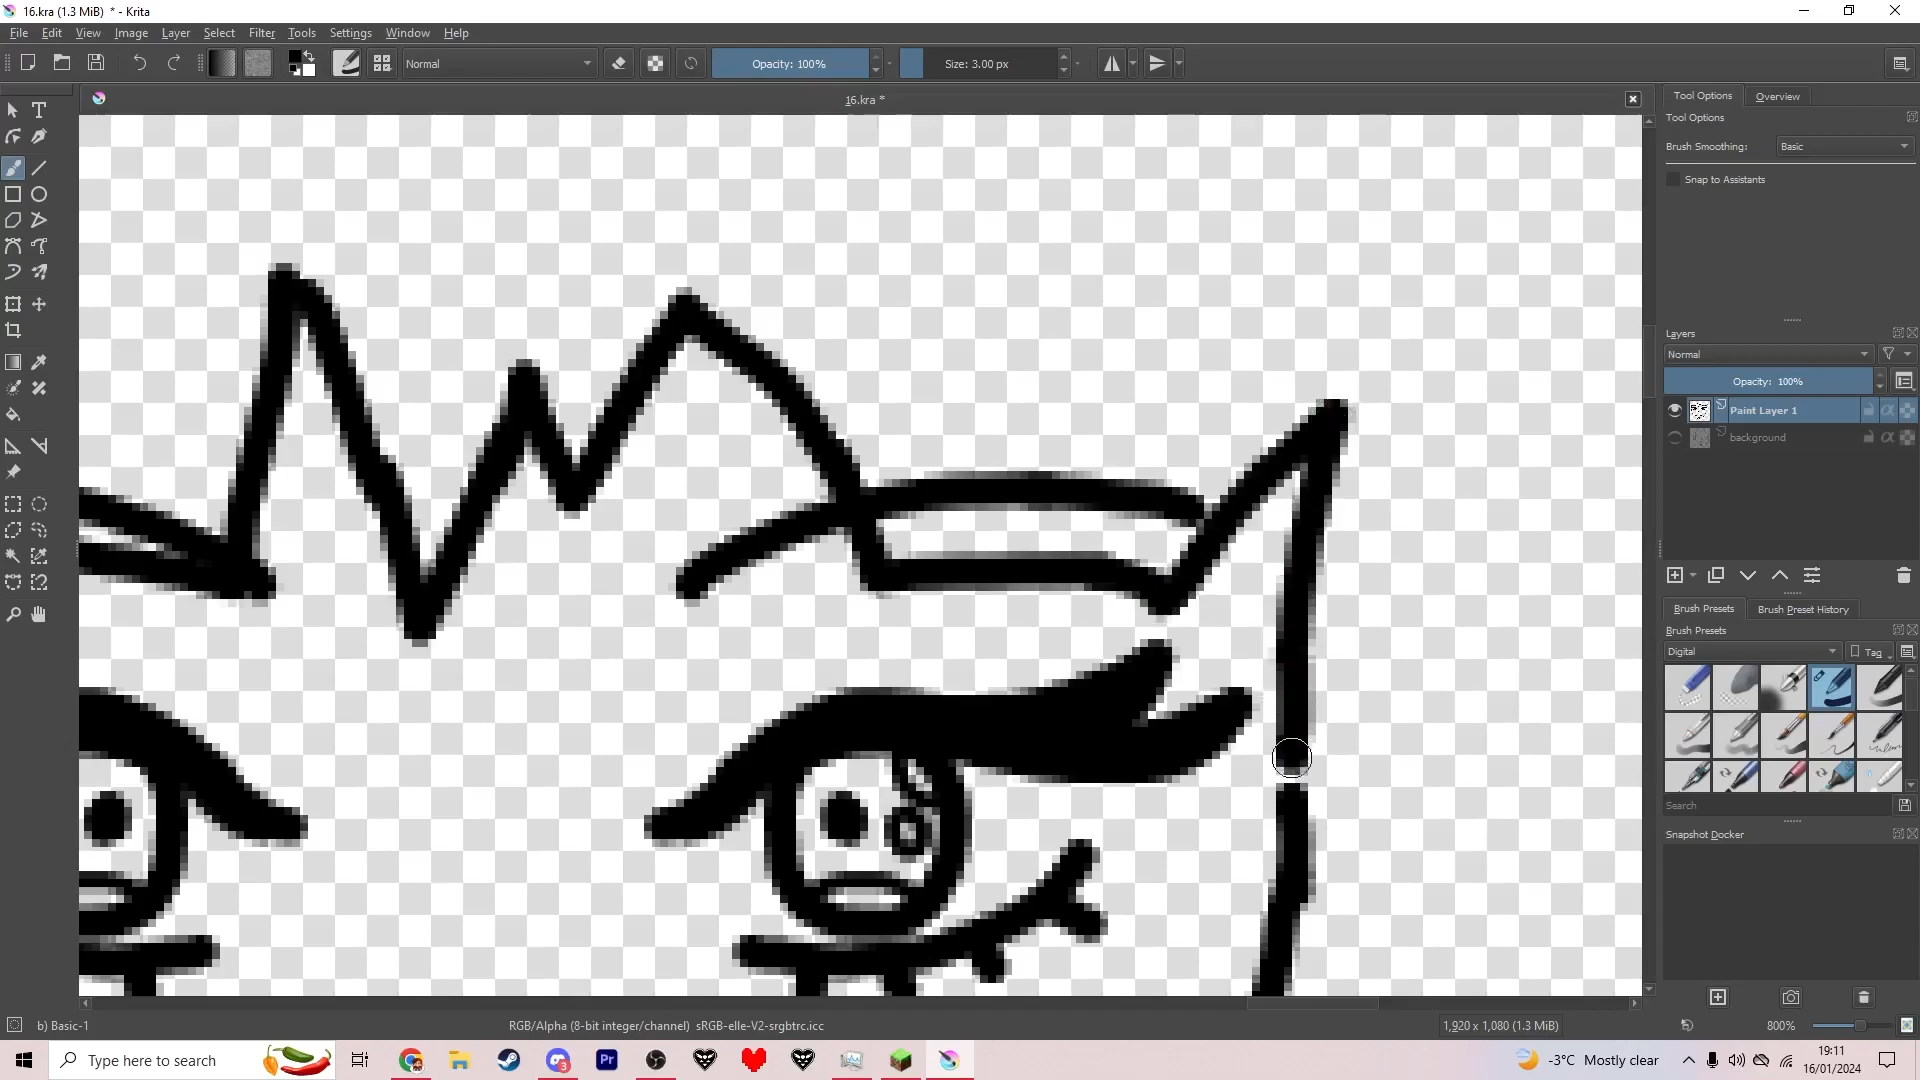 16.kra (1.3 MiB)  * - Krita
File Edit View Image Layer Select Filter Tools Settings Window Help
Normal
Opacity: 100%
Size: 3.00 px
16.kra *
Tool Options
Overview
Tool Options
Brush Smoothing:
Basic
Snap to Assistants
Layers
Normal
Opacity:  100%
Paint Layer 1
background
Brush Presets
Brush Preset History
Brush Presets
Digital
Tag
Search
Snapshot Docker
b) Basic-1
RGB/Alpha (8-bit integer/channel)  sRGB-elle-V2-srgbtrc.icc
1,920 x 1,080 (1.3 MiB)
800%
Type here to search
3
Pr
-3°C  Mostly clear
19:11
16/01/2024